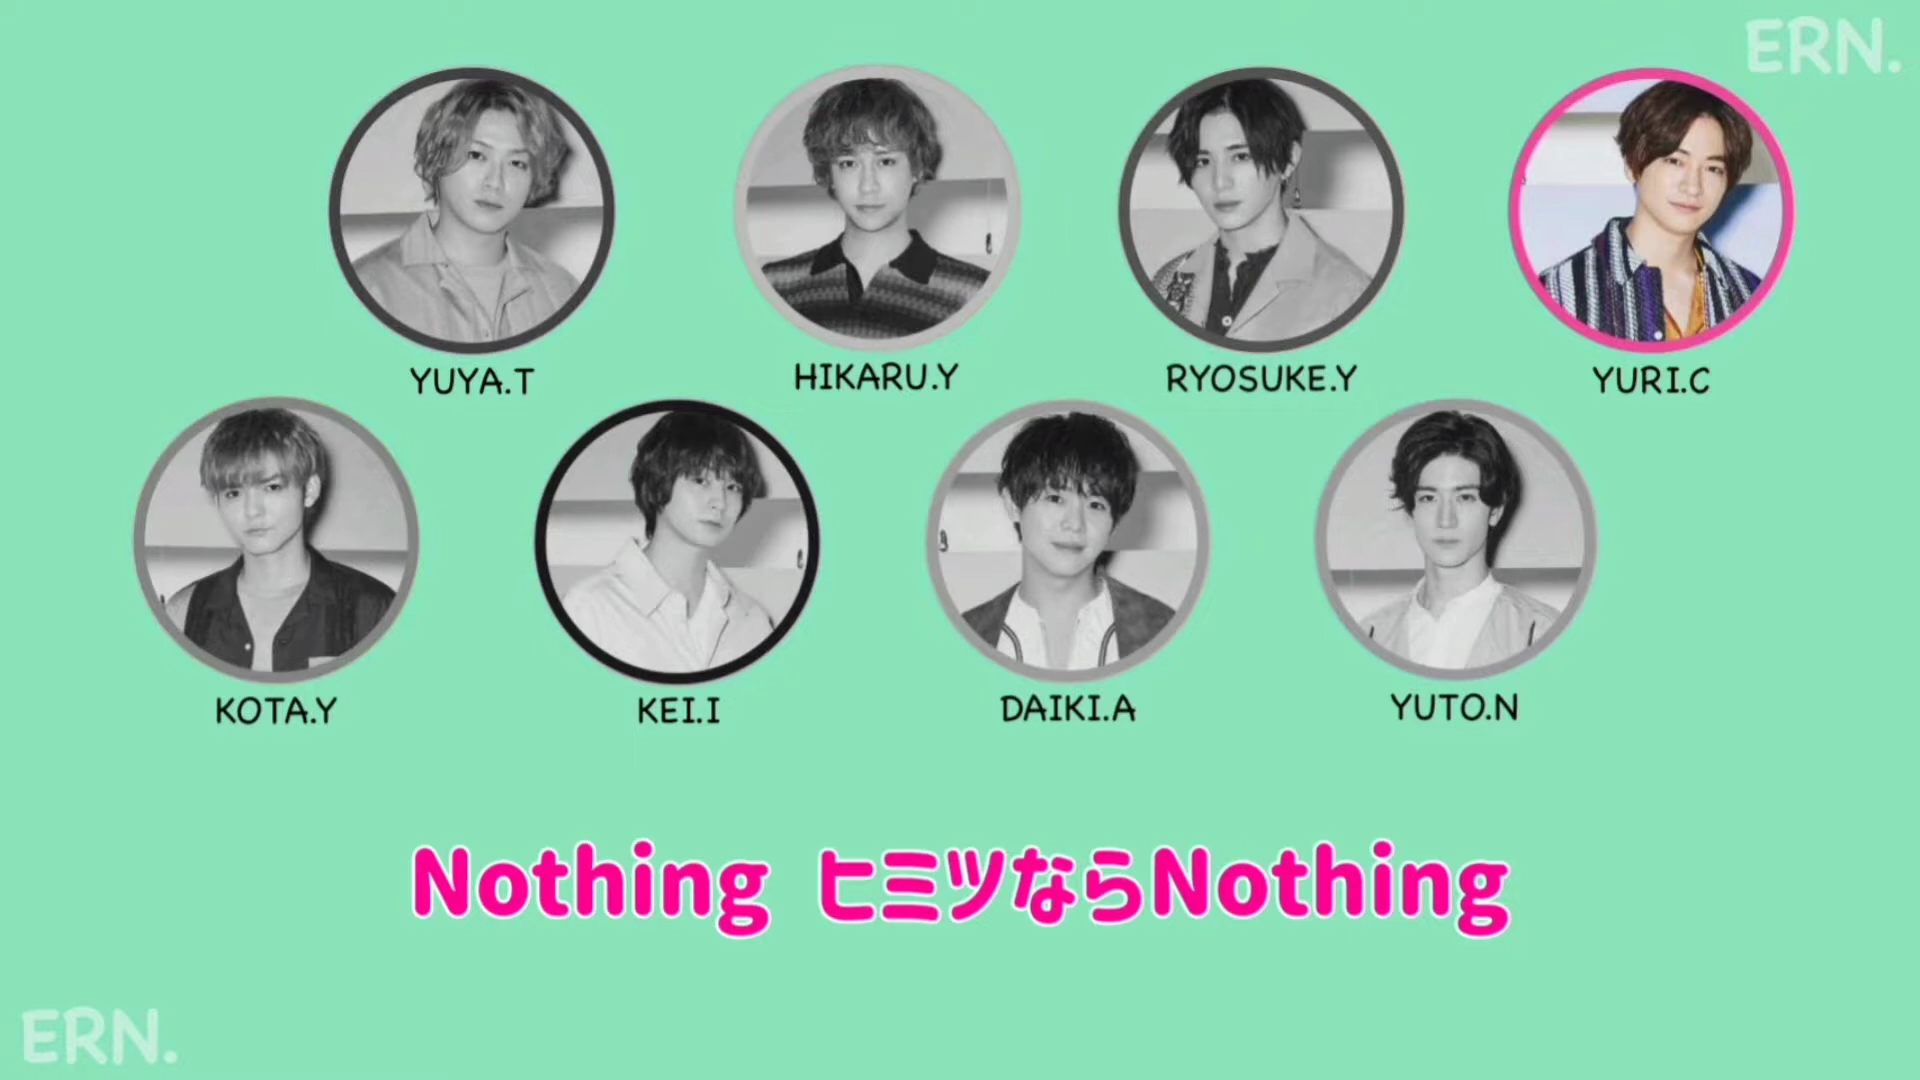 ERN.
YUYA.T
HIKARU.Y
RYOSUKE.Y
YURI.C
KOTA.Y
KEI.I
DAIKI.A
YUTO.N
Nothing ヒミツならNothing
ERN.